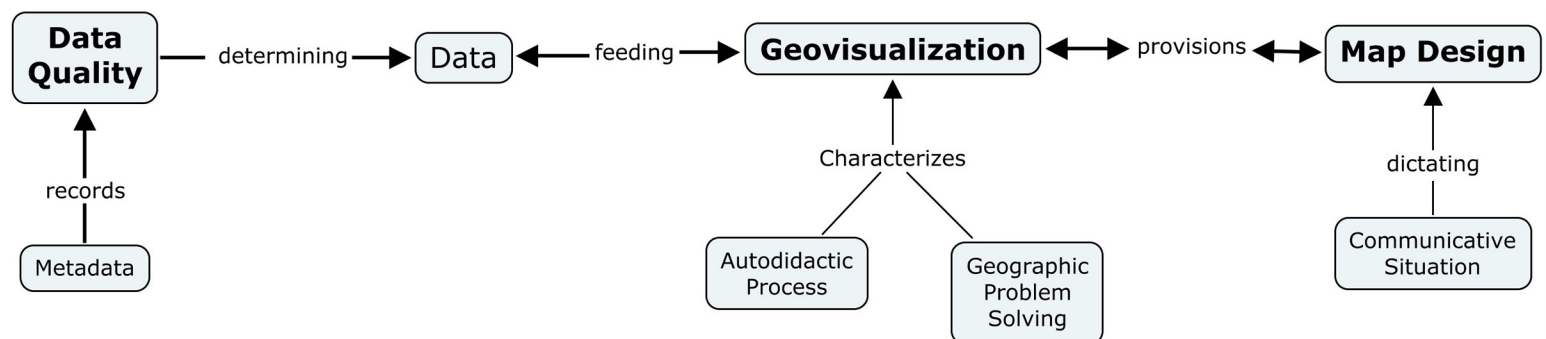 Data
Quality
determining
Data
feeding
Geovisualization
provisions
Map Design
records
Characterizes
dictating
Metadata
Autodidactic
Process
Geographic
Problem
Solving
Communicative
Situation